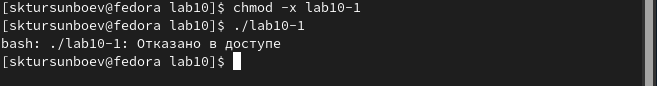 [sktursunboev@fedora lab10]$ chmod -x lab10-1
[sktursunboev@fedora lab10]$ ./lab10-1
bash: ./lab10-1: Отказано в доступе
[sktursunboev@fedora lab10]$